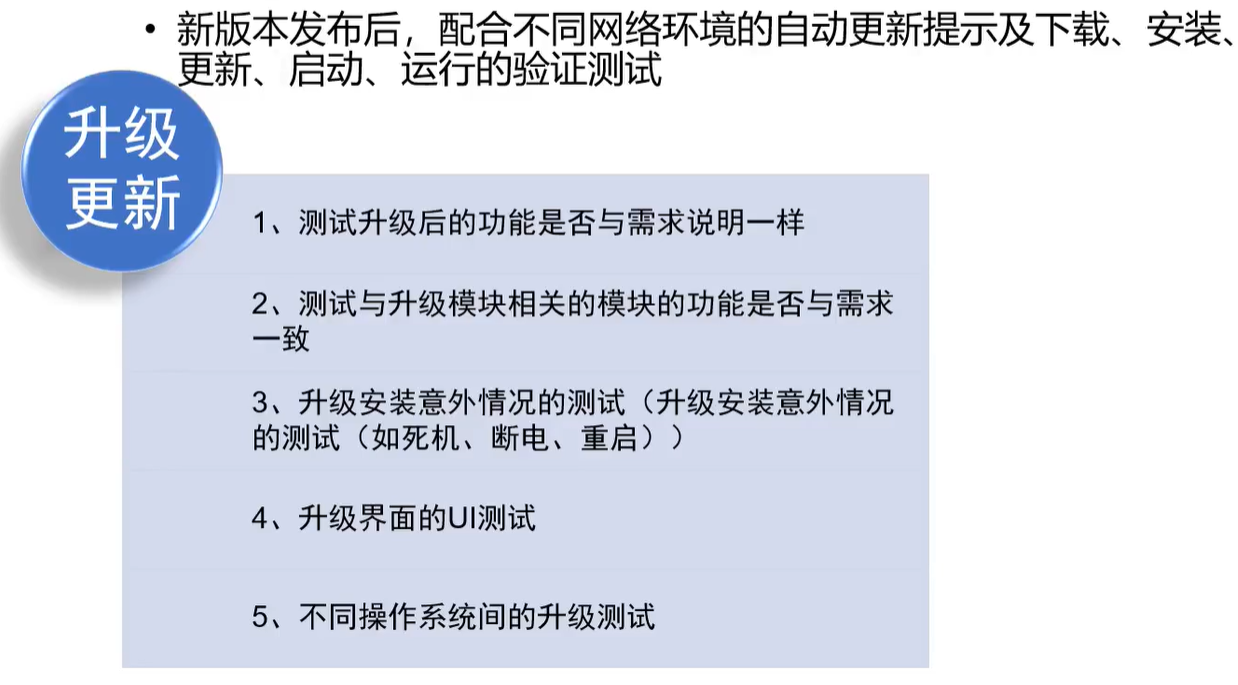 • 新版本发布后，配合不同网络环境的自动更新提示及下载、安装、
更新、启动、运行的验证测试
升级
更新
1、测试升级后的功能是否与需求说明一样
2、测试与升级模块相关的模块的功能是否与需求
一致
3、升级安装意外情况的测试（升级安装意外情况
的测试（如死机、断电、重启））
4、升级界面的UI测试
5、不同操作系统间的升级测试